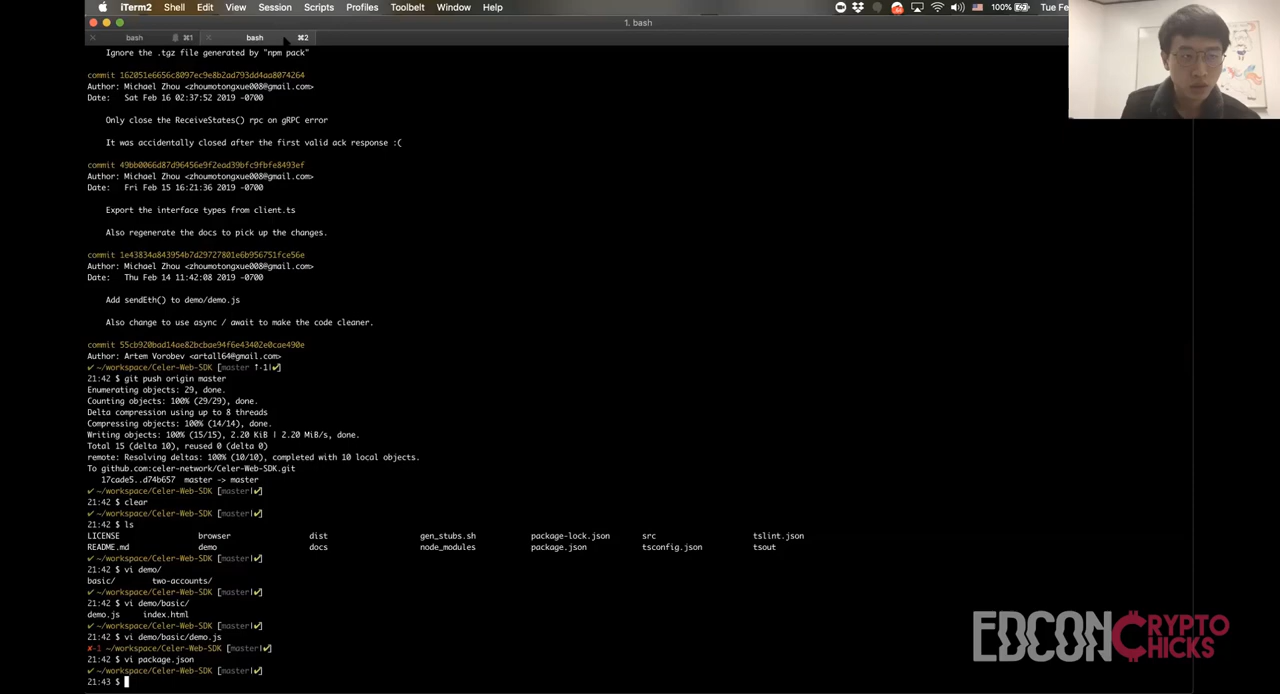 iTerm2 Shell Edit View Session Scripts Profiles Toolbelt Window Help 100% Tue Fe
1. bash
bash ⌘1 bash ⌘2
Ignore the .tgz file generated by "npm pack"
commit 162051e6656c8097ec9e8b2ad793dd4aa8074264
Author: Michael Zhou <zhoumotongxue008@gmail.com>
Date: Sat Feb 16 02:37:52 2019 -0700
Only close the ReceiveStates() rpc on gRPC error
It was accidentally closed after the first valid ack response :(
commit 49bb0066d87d96456e9f2ead39bfc9fbfe8493ef
Author: Michael Zhou <zhoumotongxue008@gmail.com>
Date: Fri Feb 15 16:21:36 2019 -0700
Export the interface types from client.ts
Also regenerate the docs to pick up the changes.
commit 1e43834a843954b7d29727801e6b956751fce56e
Author: Michael Zhou <zhoumotongxue008@gmail.com>
Date: Thu Feb 14 11:42:08 2019 -0700
Add sendEth() to demo/demo.js
Also change to use async / await to make the code cleaner.
commit 55cb920bad14ae82bcbae94f6e43402e0cae490e
Author: Artem Vorobev <artall64@gmail.com>
✔ ~/workspace/Celer-Web-SDK [master ↑·1|✔]
21:42 $ git push origin master
Enumerating objects: 29, done.
Counting objects: 100% (29/29), done.
Delta compression using up to 8 threads
Compressing objects: 100% (14/14), done.
Writing objects: 100% (15/15), 2.20 KiB | 2.20 MiB/s, done.
Total 15 (delta 10), reused 0 (delta 0)
remote: Resolving deltas: 100% (10/10), completed with 10 local objects.
To github.com:celer-network/Celer-Web-SDK.git
17cade5..d74b657 master -> master
✔ ~/workspace/Celer-Web-SDK [master|✔]
21:42 $ clear
✔ ~/workspace/Celer-Web-SDK [master|✔]
21:42 $ ls
LICENSE browser dist gen_stubs.sh package-lock.json src tslint.json
README.md demo docs node_modules package.json tsconfig.json tsout
✔ ~/workspace/Celer-Web-SDK [master|✔]
21:42 $ vi demo/
basic/ two-accounts/
✔ ~/workspace/Celer-Web-SDK [master|✔]
21:42 $ vi demo/basic/
demo.js index.html
✔ ~/workspace/Celer-Web-SDK [master|✔]
21:42 $ vi demo/basic/demo.js
✘-1 ~/workspace/Celer-Web-SDK [master|✔]
21:42 $ vi package.json
✔ ~/workspace/Celer-Web-SDK [master|✔]
21:43 $
EDCON CRYPTO
CHICKS